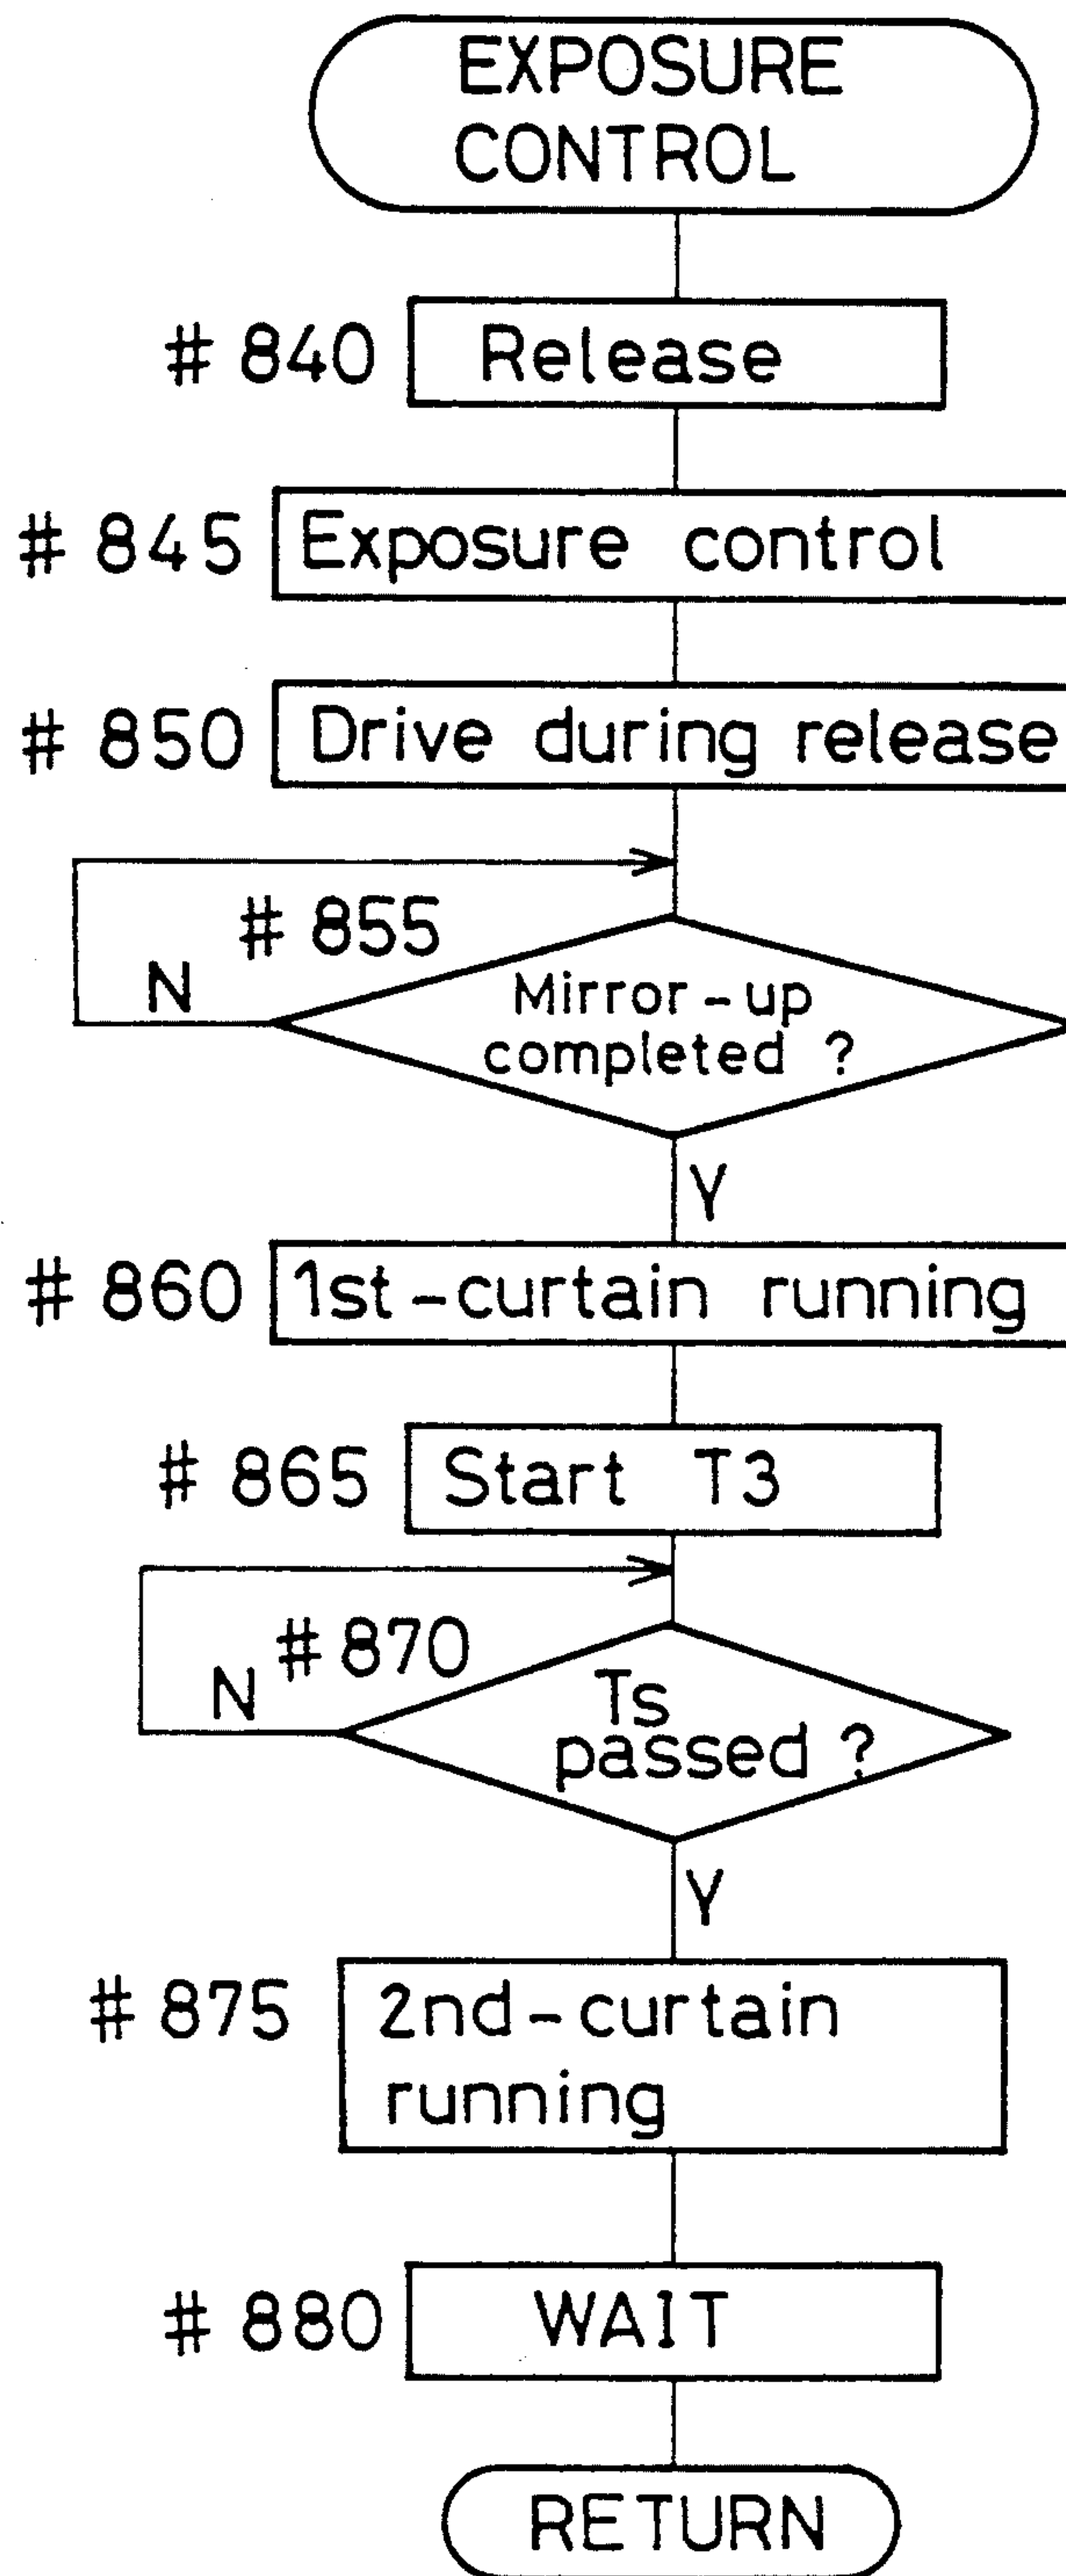 EXPOSURE
CONTROL
# 840 Release
# 845 Exposure control
# 850 Drive during release
# 855
N
Mirror-up
completed ?
Y
# 860 1st-curtain running
# 865 Start T3
# 870
N
Ts
passed ?
Y
# 875 2nd-curtain
running
# 880 WAIT
RETURN